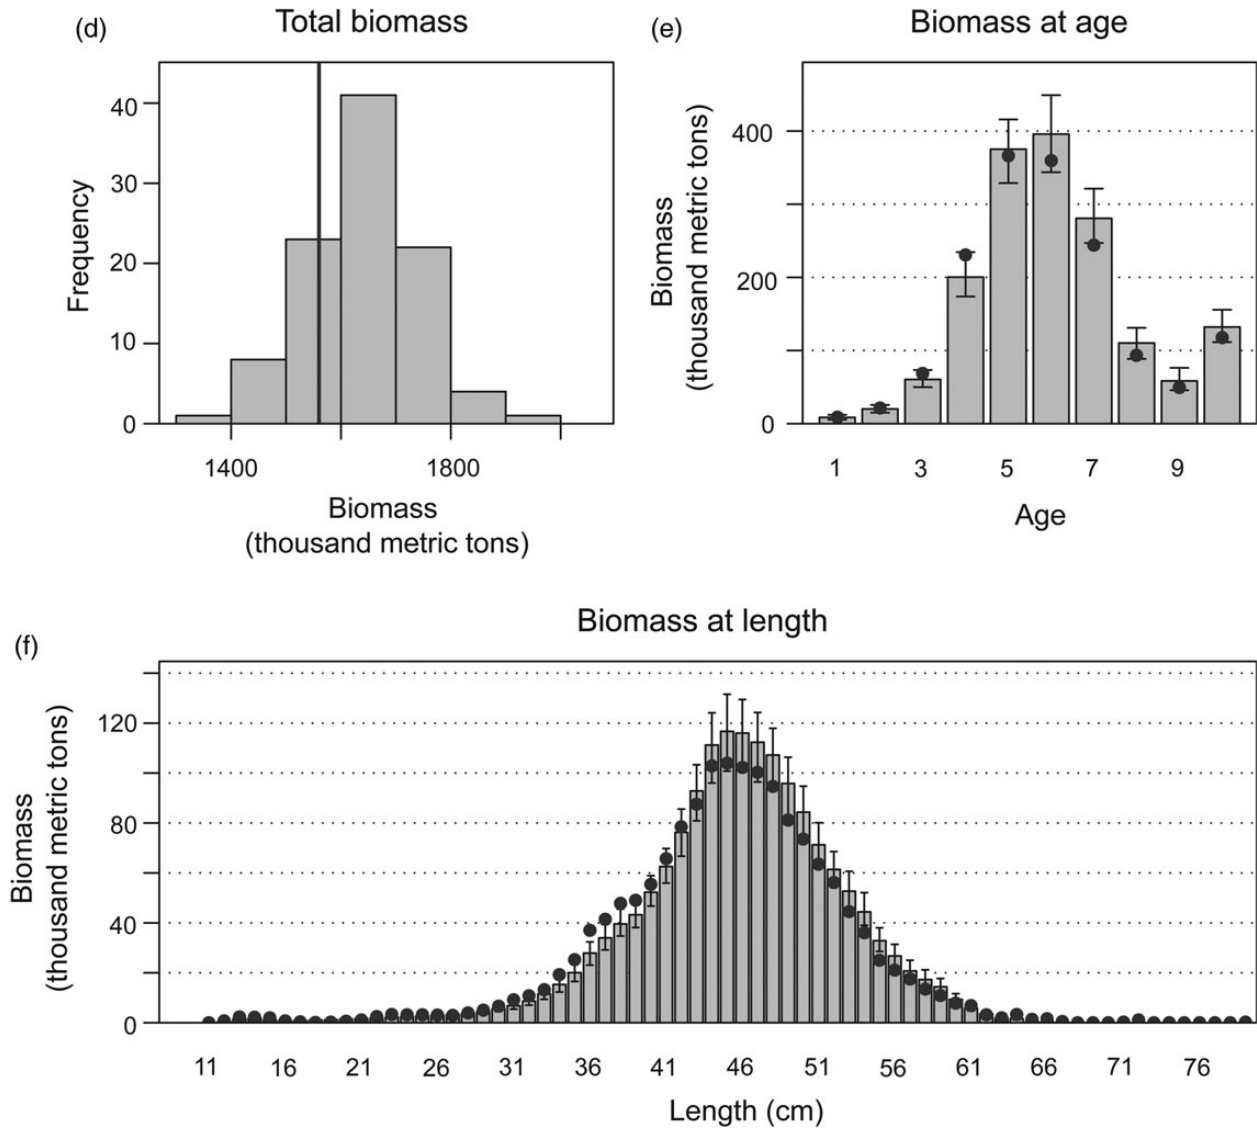 (d)
Total biomass
Frequency
40
30
20
10
0
1400 1800
Biomass
(thousand metric tons)
(e)
Biomass at age
Biomass
(thousand metric tons)
400
200
0
1 3 5 7 9
Age
(f)
Biomass at length
Biomass
(thousand metric tons)
120
80
40
0
11 16 21 26 31 36 41 46 51 56 61 66 71 76
Length (cm)